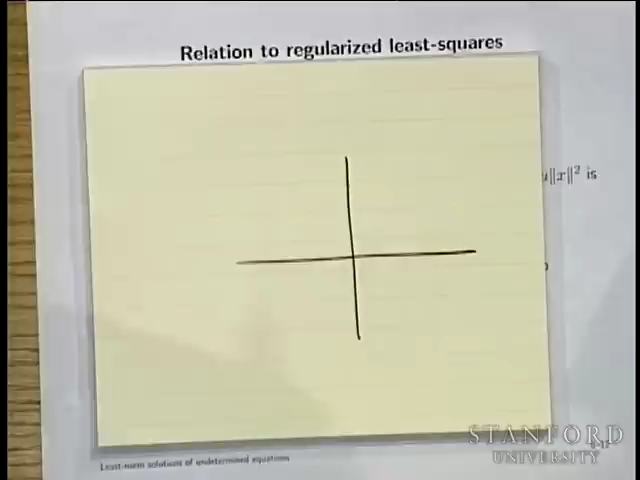 Relation to regularized least-squares
‖x‖² is
Least-norm solutions of undetermined equations
STANFORD
UNIVERSITY